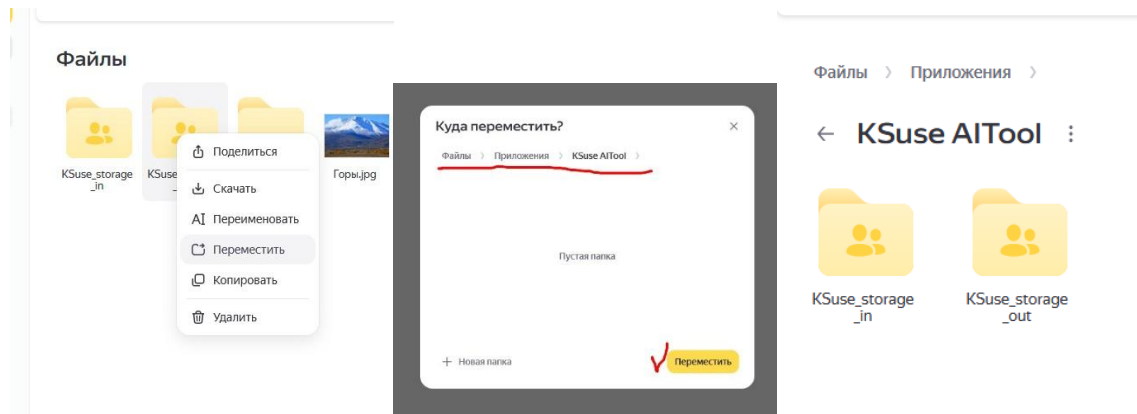 Файлы
KSuse_storage
_in
KSuse
Горы.jpg
Поделиться
Скачать
Переименовать
Переместить
Копировать
Удалить
Куда переместить?
Файлы > Приложения > KSuse AITool >
Пустая папка
+ Новая папка
Переместить
Файлы > Приложения >
← KSuse AITool
KSuse_storage
_in
KSuse_storage
_out